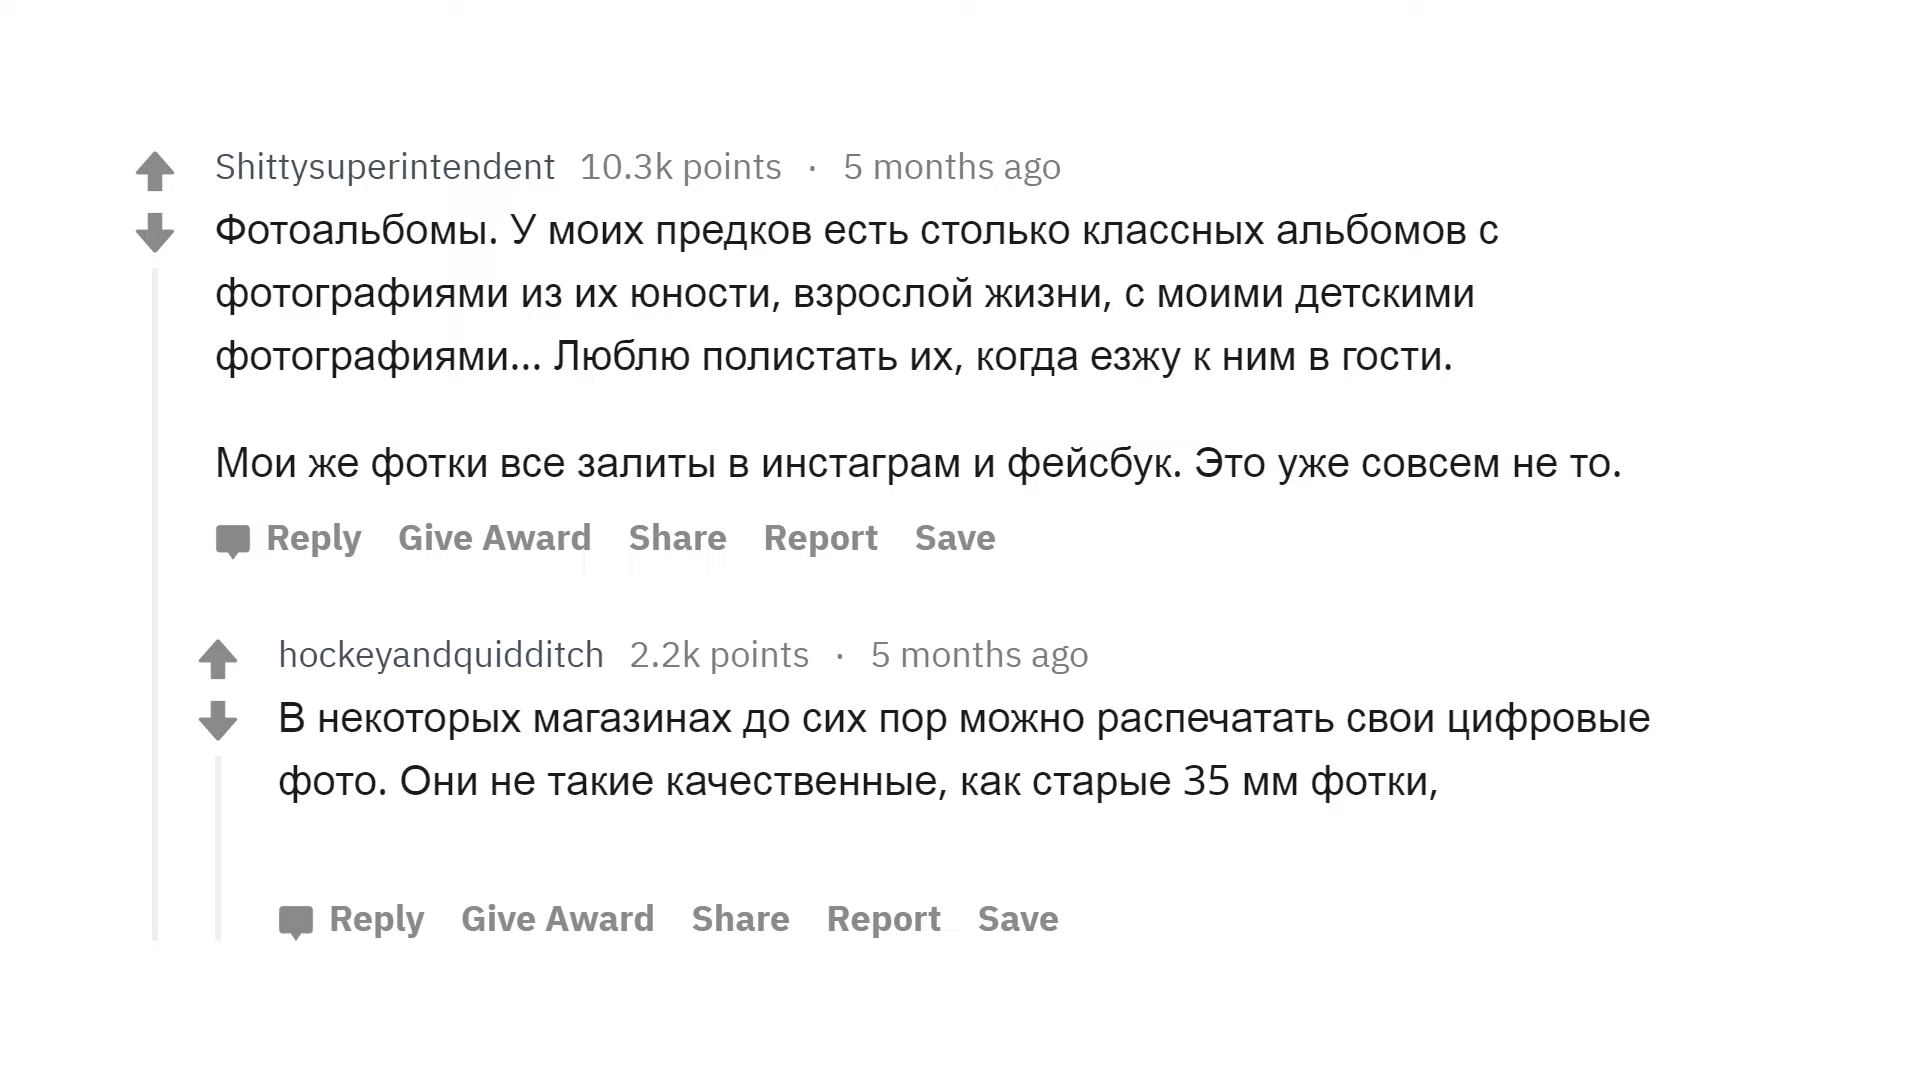 Shittysuperintendent 10.3k points · 5 months ago
Фотоальбомы. У моих предков есть столько классных альбомов с
фотографиями из их юности, взрослой жизни, с моими детскими
фотографиями... Люблю полистать их, когда езжу к ним в гости.
Мои же фотки все залиты в инстаграм и фейсбук. Это уже совсем не то.
Reply Give Award Share Report Save
hockeyandquidditch 2.2k points · 5 months ago
В некоторых магазинах до сих пор можно распечатать свои цифровые
фото. Они не такие качественные, как старые 35 мм фотки,
Reply Give Award Share Report Save